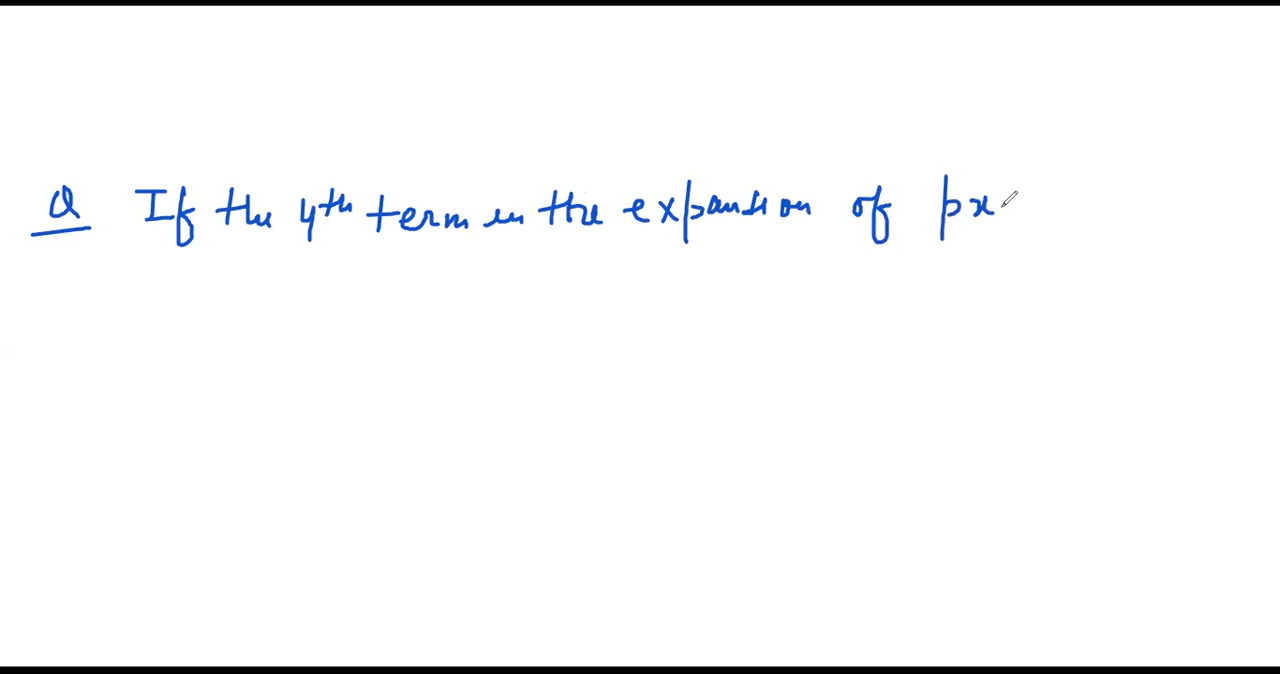 Q If the 4th term in the expansion of px